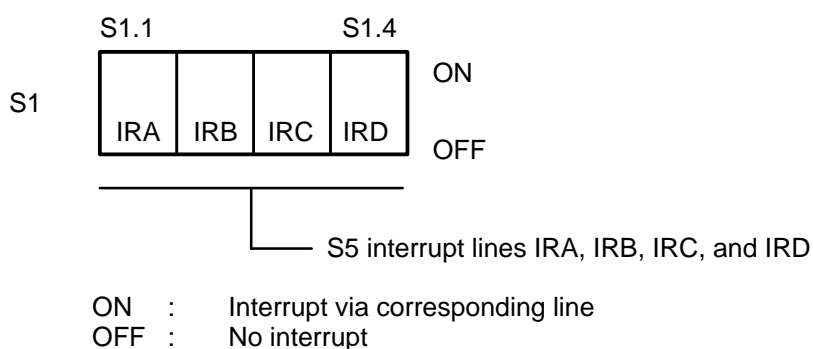 S1.1 S1.4
ON
S1
IRA IRB IRC IRD
OFF
S5 interrupt lines IRA, IRB, IRC, and IRD
ON : Interrupt via corresponding line
OFF : No interrupt